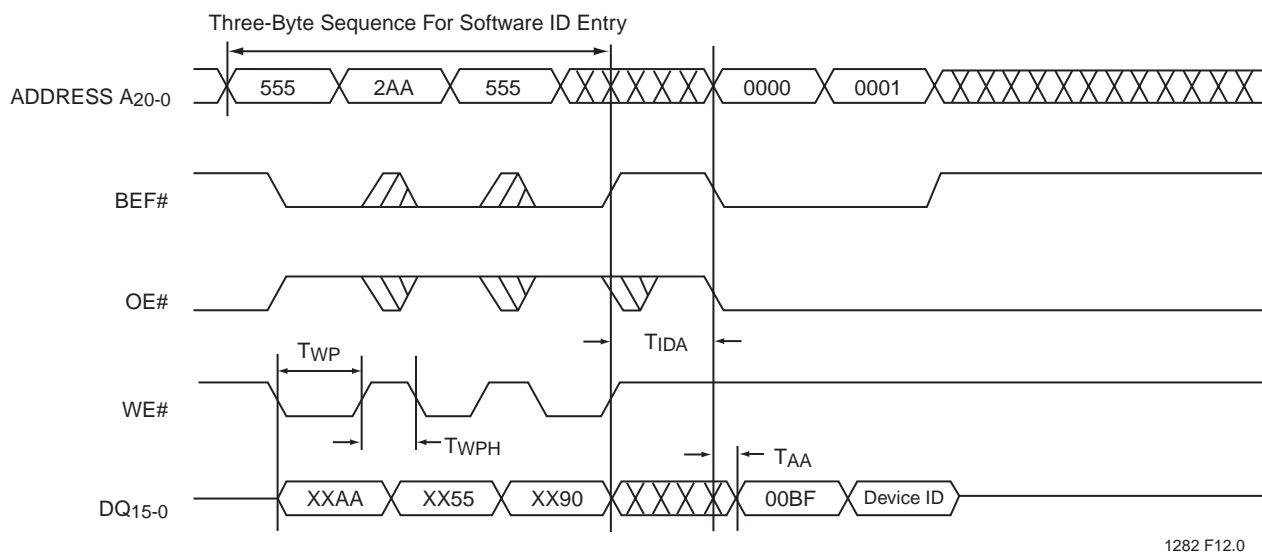 Three-Byte Sequence For Software ID Entry
ADDRESS A20-0 555 2AA 555 0000 0001
BEF#
OE#
TWP TIDA
WE#
TWPH TAA
DQ15-0 XXAA XX55 XX90 00BF Device ID
1282 F12.0